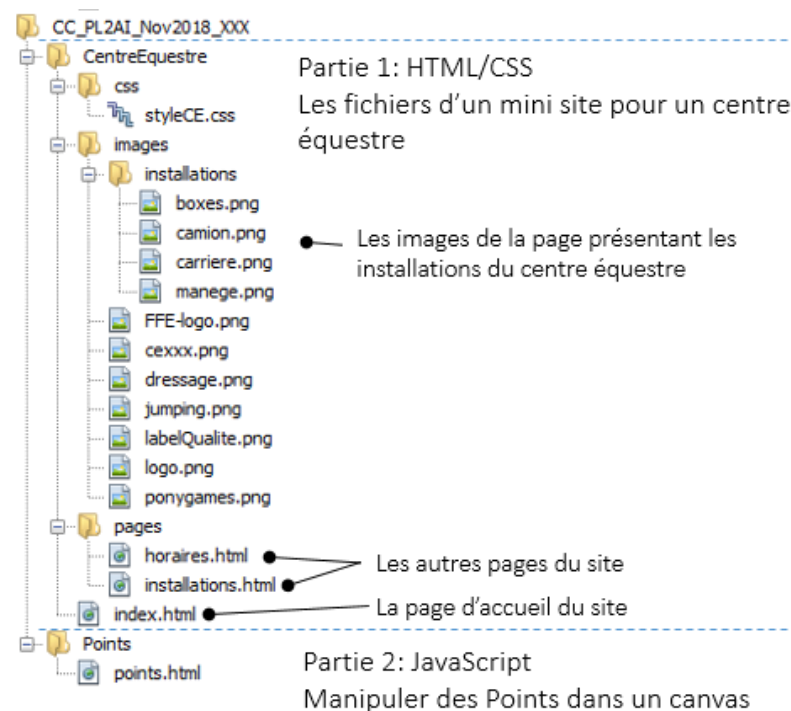 CC_PL2AI_Nov2018_XXX
CentreEquestre
Partie 1: HTML/CSS
css
Les fichiers d’un mini site pour un centre
styleCE.css
équestre
images
installations
boxes.png
camion.png
Les images de la page présentant les
carriere.png
installations du centre équestre
manege.png
FFE-logo.png
cexxx.png
dressage.png
jumping.png
labelQualite.png
logo.png
ponygames.png
pages
horaires.html
Les autres pages du site
installations.html
La page d’accueil du site
index.html
Points
points.html
Partie 2: JavaScript
Manipuler des Points dans un canvas